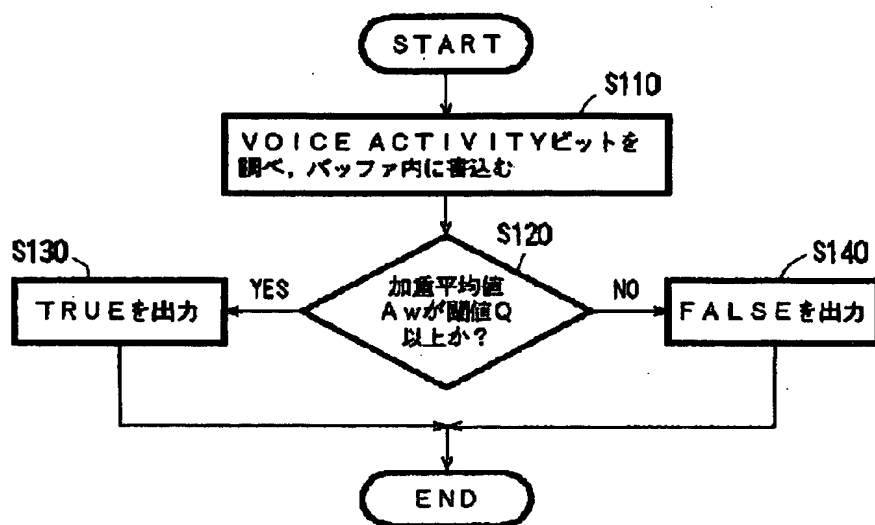 START
S110
VOICE ACTIVITYビットを
調べ,バッファ内に書込む
S120
加重平均値
Awが閾値Q
以上か?
S130
YES
TRUEを出力
NO
S140
FALSEを出力
END